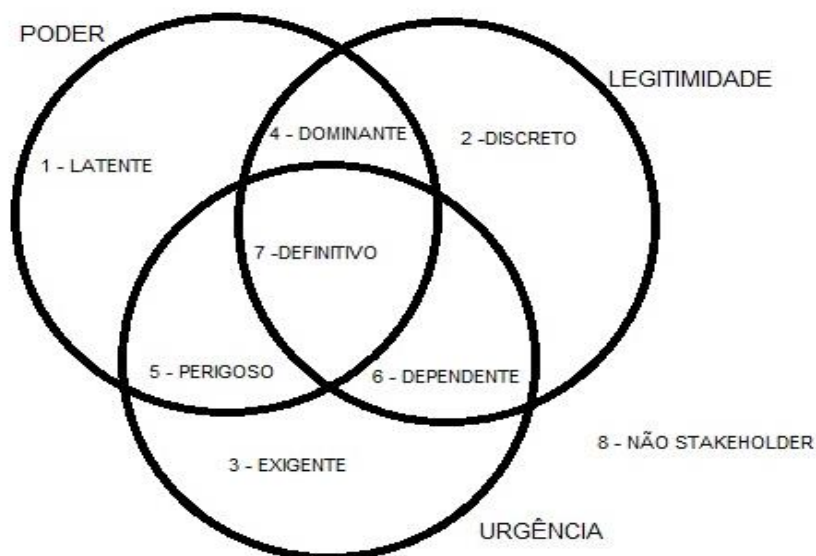 PODER
LEGITIMIDADE
4 - DOMINANTE
2 -DISCRETO
1 - LATENTE
7 -DEFINITIVO
5 - PERIGOSO
6 - DEPENDENTE
8 - NÃO STAKEHOLDER
3 - EXIGENTE
URGÊNCIA